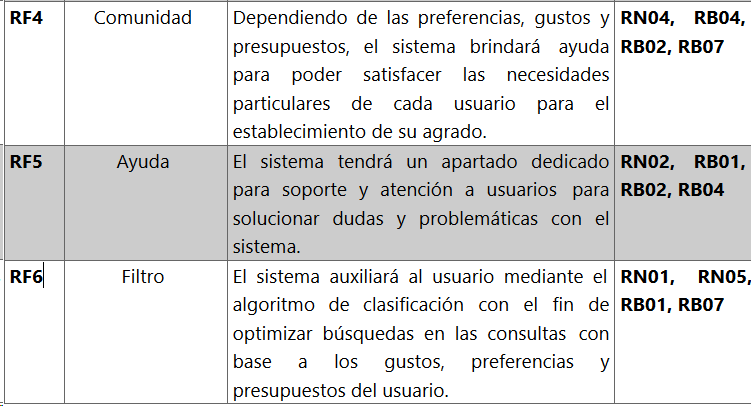 RF4 Comunidad Dependiendo de las preferencias, gustos y RN04, RB04,
presupuestos, el sistema brindará ayuda RB02, RB07
para poder satisfacer las necesidades
particulares de cada usuario para el
establecimiento de su agrado.
RF5 Ayuda El sistema tendrá un apartado dedicado RN02, RB01,
para soporte y atención a usuarios para RB02, RB04
solucionar dudas y problemáticas con el
sistema.
RF6 Filtro El sistema auxiliará al usuario mediante el RN01, RN05,
algoritmo de clasificación con el fin de RB01, RB07
optimizar búsquedas en las consultas con
base a los gustos, preferencias y
presupuestos del usuario.